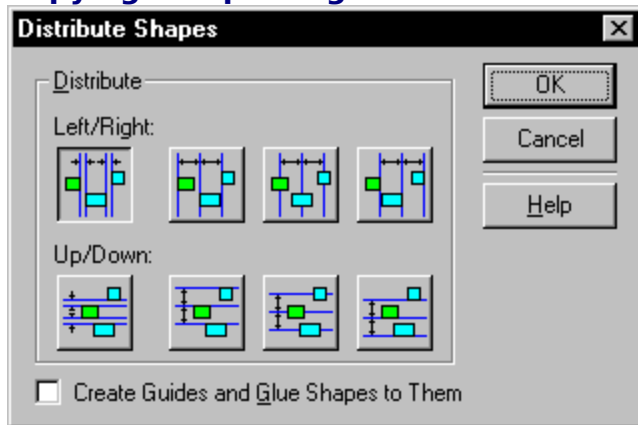 Distribute Shapes
Distribute
OK
Left/Right:
Cancel
Help
Up/Down:
Create Guides and Glue Shapes to Them